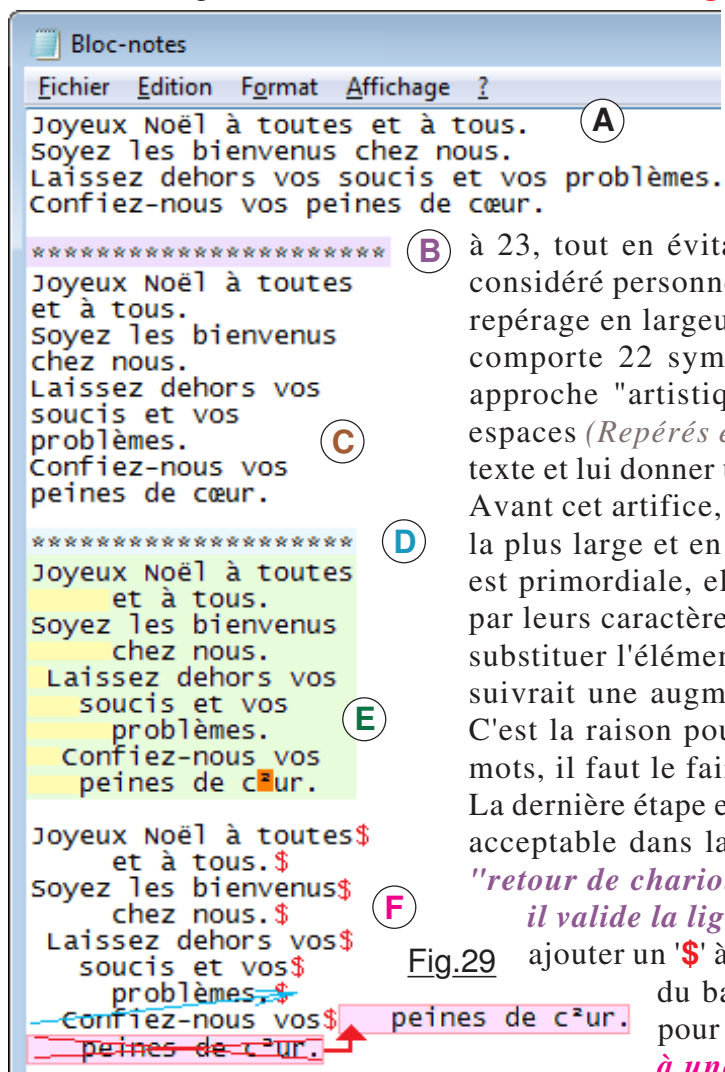 Bloc-notes
Fichier Edition Format Affichage ?
Joyeux Noël à toutes et à tous. A
Soyez les bienvenus chez nous.
Laissez dehors vos soucis et vos problèmes.
Confiez-nous vos peines de cœur.
********************** B
Joyeux Noël à toutes
et à tous.
Soyez les bienvenus
chez nous.
Laissez dehors vos
soucis et vos
problèmes.
C
Confiez-nous vos
peines de cœur.
******************** D
Joyeux Noël à toutes
et à tous.
Soyez les bienvenus
chez nous.
Laissez dehors vos
soucis et vos
E
problèmes.
Confiez-nous vos
peines de c²ur.
Joyeux Noël à toutes$
et à tous.$
Soyez les bienvenus$
F
chez nous.$
Laissez dehors vos$
soucis et vos$
problèmes.$
Confiez-nous vos$ peines de c²ur.
peines de c²ur.
Fig.29
à 23, tout en évita
considéré personne
repérage en largeur
comporte 22 sym
approche "artistiq
espaces (Repérés e
texte et lui donner
Avant cet artifice,
la plus large et en
est primordiale, el
par leurs caractère
substituer l'élémen
suivrait une augm
C'est la raison pou
mots, il faut le fai
La dernière étape e
acceptable dans la
"retour de chario
il valide la lig
ajouter un '$' à
du ba
pour
à un